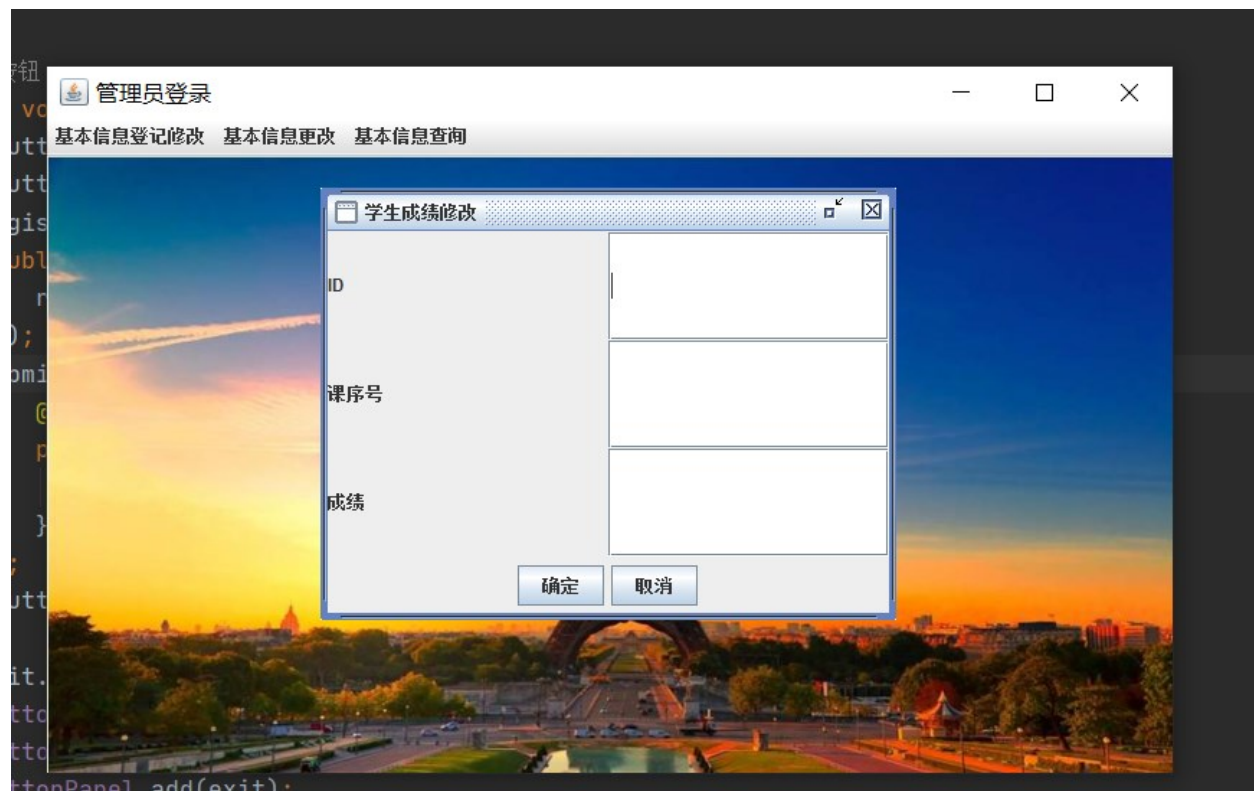 管理员登录
基本信息登记修改 基本信息更改 基本信息查询
学生成绩修改
ID
课序号
成绩
确定 取消
add(exit);